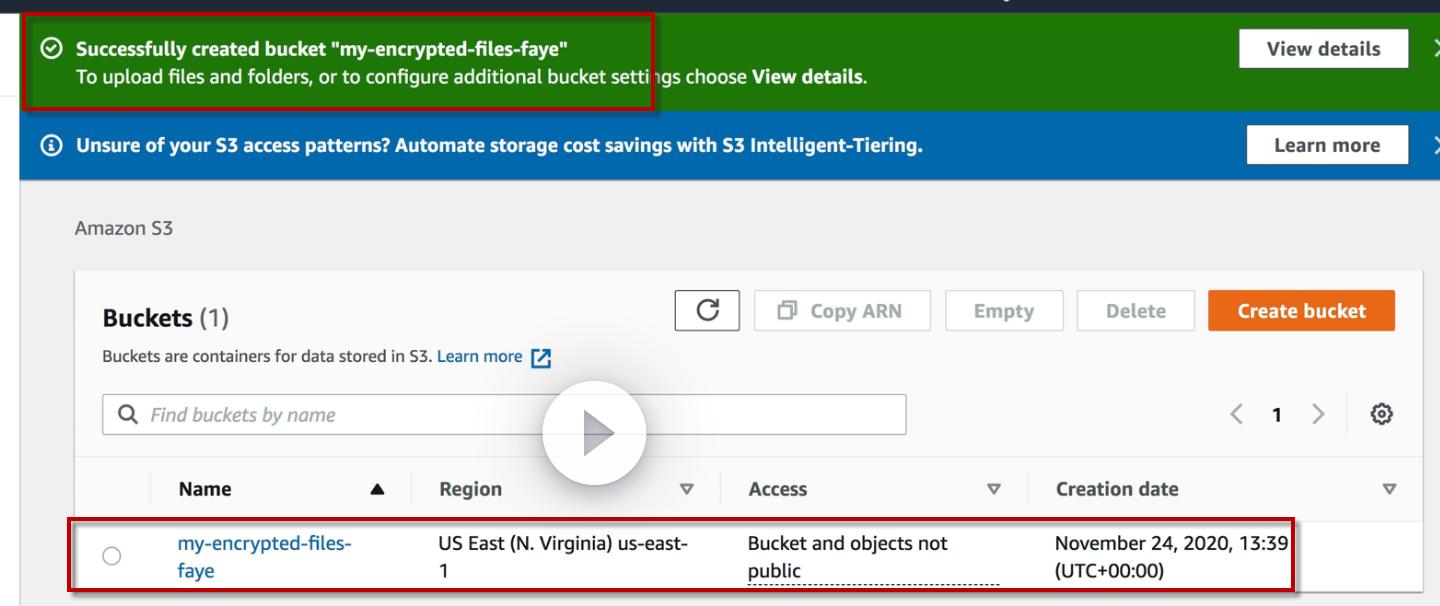 Successfully created bucket "my-encrypted-files-faye"
View details
To upload files and folders, or to configure additional bucket settings choose View details.
Unsure of your S3 access patterns? Automate storage cost savings with S3 Intelligent-Tiering.
Learn more
Amazon S3
Buckets (1)
Copy ARN
Empty
Delete
Create bucket
Buckets are containers for data stored in S3. Learn more
Find buckets by name
1
Name
Region
Access
Creation date
my-encrypted-files-
faye
US East (N. Virginia) us-east-
1
Bucket and objects not
public
November 24, 2020, 13:39
(UTC+00:00)